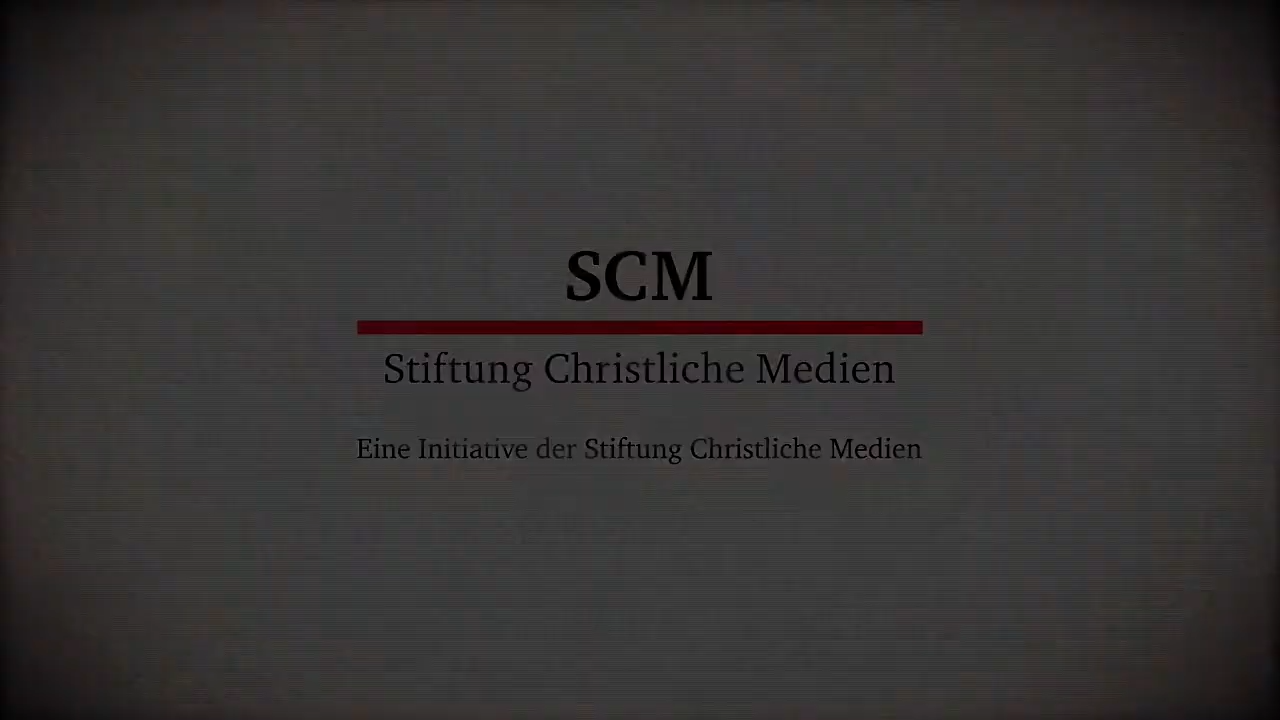 SCM
Stiftung Christliche Medien
Eine Initiative der Stiftung Christliche Medien